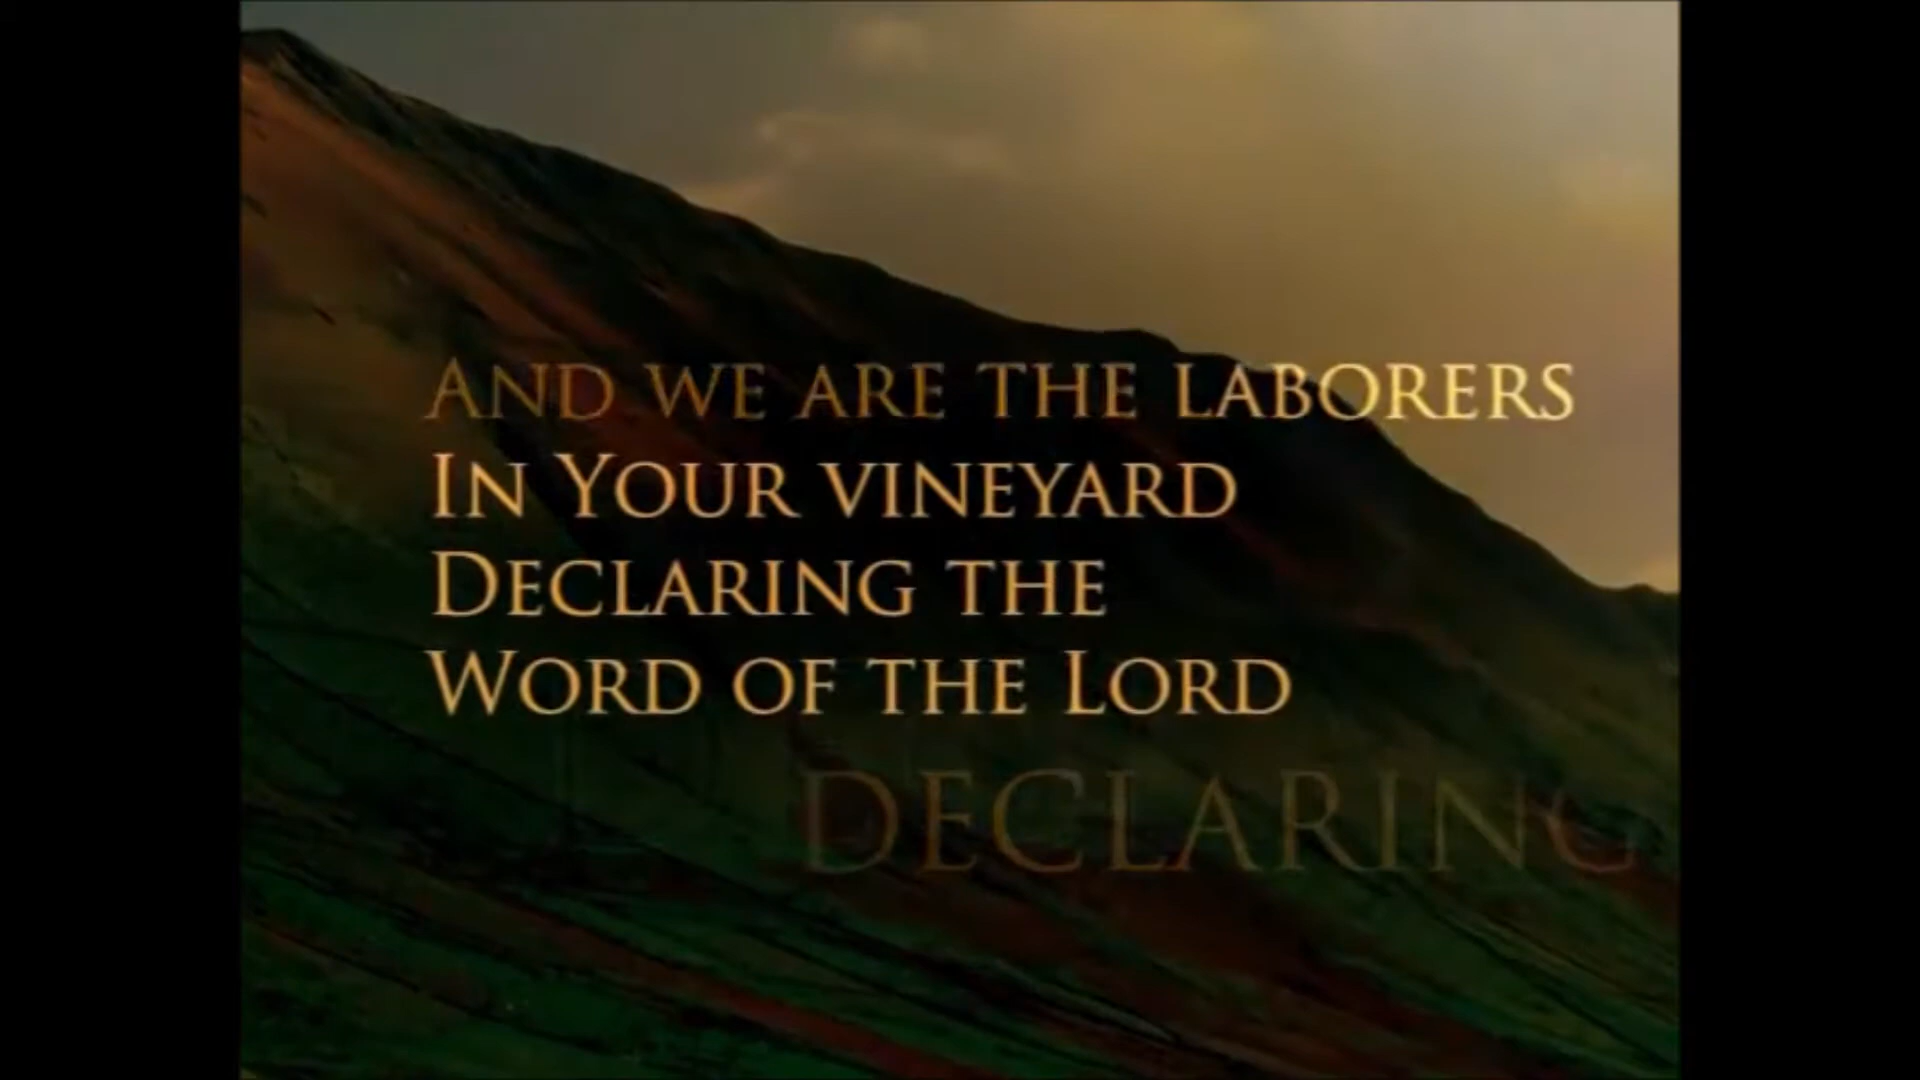 And we are the laborers
In Your vineyard
Declaring the
Word of the Lord
DECLARING